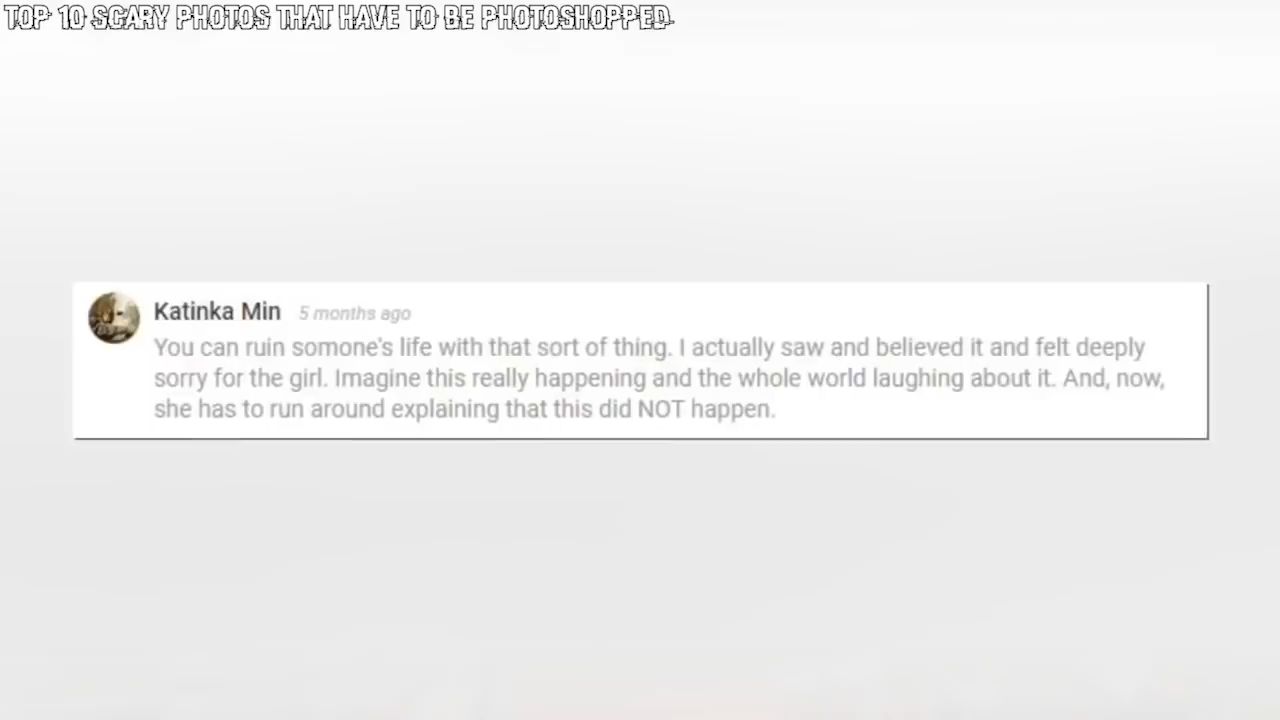 TOP 10 SCARY PHOTOS THAT HAVE TO BE PHOTOSHOPPED
Katinka Min 5 months ago
You can ruin somone's life with that sort of thing. I actually saw and believed it and felt deeply
sorry for the girl. Imagine this really happening and the whole world laughing about it. And, now,
she has to run around explaining that this did NOT happen.